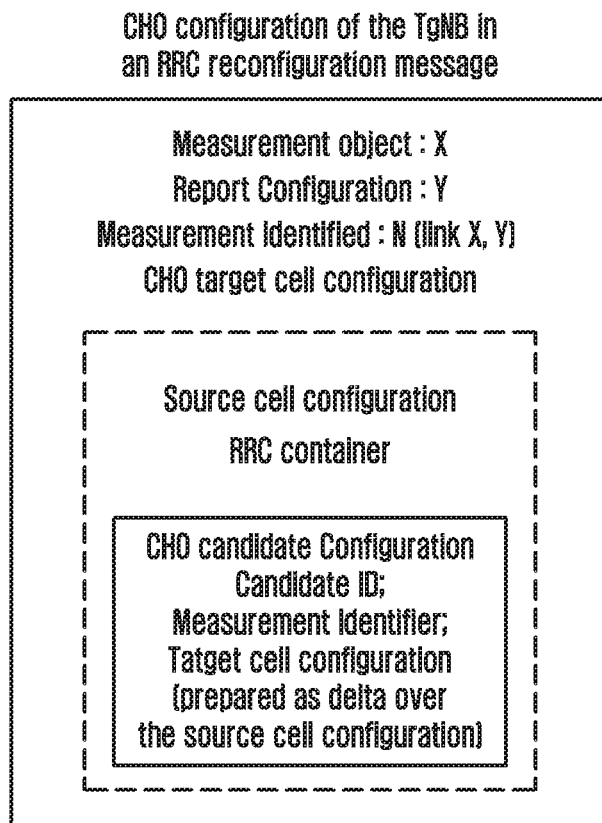 CHO configuration of the TgNB in
an RRC reconfiguration message
Measurement object : X
Report Configuration : Y
Measurement identified : N (link X, Y)
CHO target cell configuration
Source cell configuration
RRC container
CHO candidate Configuration
Candidate ID;
Measurement identifier;
Tatget cell configuration
(prepared as delta over
the source cell configuration)